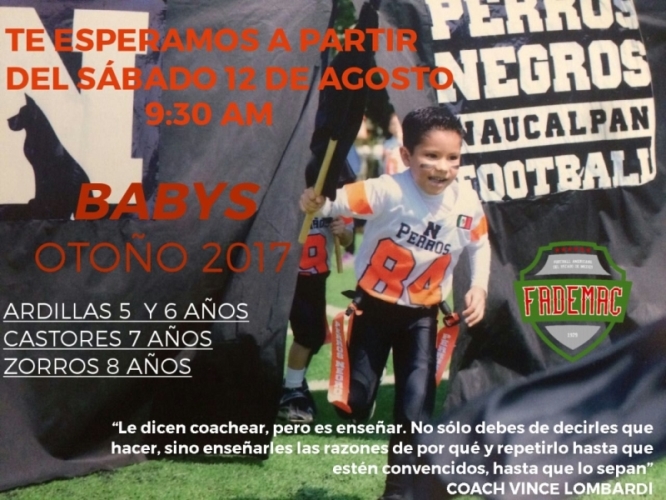 TE ESPERAMOS A PARTIR
DEL SÁBADO 12 DE AGOSTO
9:30 AM
PERROS
NEGROS
NAUCALPAN
FOOTBALL
N
BABYS
OTOÑO 2017
N
PERROS
84
ARDILLAS 5 Y 6 AÑOS
CASTORES 7 AÑOS
ZORROS 8 AÑOS
FADEMAC
“Le dicen coachear, pero es enseñar. No sólo debes de decirles que
hacer, sino enseñarles las razones de por qué y repetirlo hasta que
estén convencidos, hasta que lo sepan”
COACH VINCE LOMBARDI